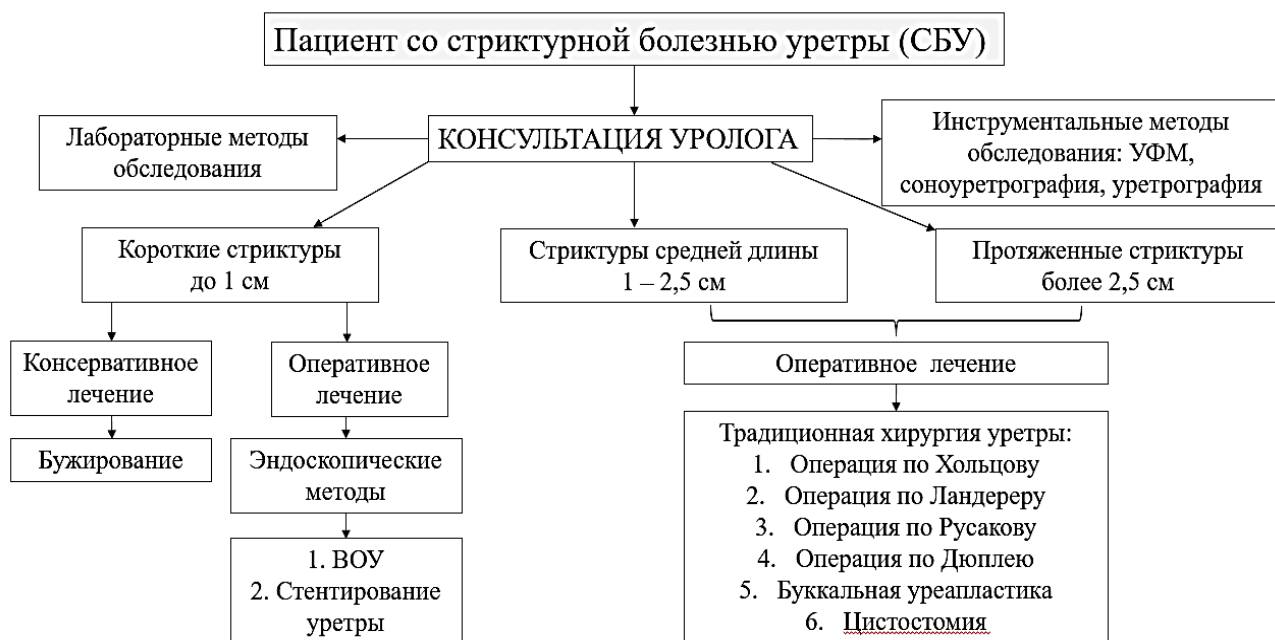 Пациент со стриктурной болезнью уретры (СБУ)
Лабораторные методы
обследования
КОНСУЛЬТАЦИЯ УРОЛОГА
Инструментальные методы
обследования: УФМ,
соноуретрография, уретрография
Короткие стриктуры
до 1 см
Стриктуры средней длины
1 – 2,5 см
Протяженные стриктуры
более 2,5 см
Консервативное
лечение
Оперативное
лечение
Оперативное лечение
Бужирование
Эндоскопические
методы
1. ВОУ
2. Стентирование
уретры
Традиционная хирургия уретры:
1. Операция по Хольцову
2. Операция по Ландереру
3. Операция по Русакову
4. Операция по Дюплею
5. Буккальная уреапластика
6. Цистостомия